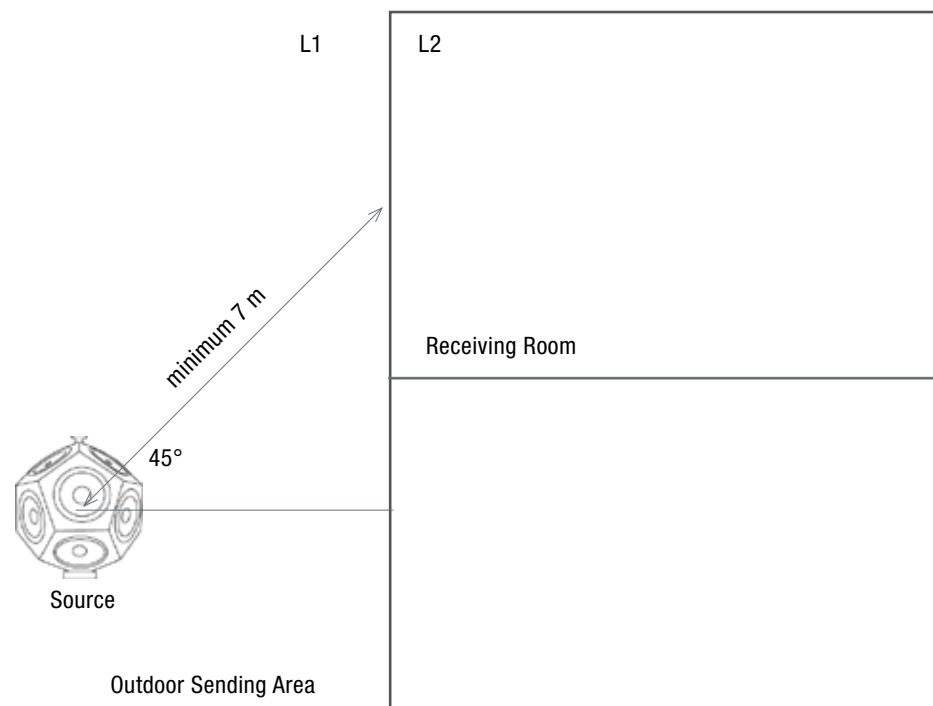 L1
L2
minimum 7 m
Receiving Room
45°
Source
Outdoor Sending Area